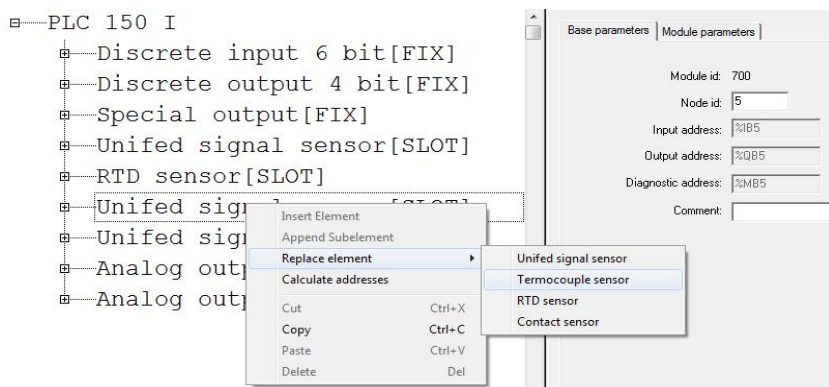 PLC 150 I
Discrete input 6 bit[FIX]
Discrete output 4 bit[FIX]
Special output[FIX]
Unifed signal sensor[SLOT]
RTD sensor[SLOT]
Unifed sig
Unifed sig
Analog outp
Analog outp
Insert Element
Append Subelement
Replace element
Calculate addresses
Cut Ctrl+X
Copy Ctrl+C
Paste Ctrl+V
Delete Del
Unifed signal sensor
Termocouple sensor
RTD sensor
Contact sensor
Base parameters Module parameters
Module id: 700
Node id: 5
Input address: %IB5
Output address: %QB5
Diagnostic address: %MB5
Comment: